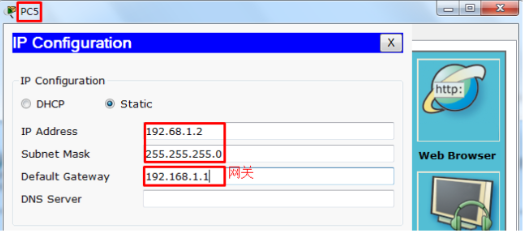 PC5
IP Configuration X
IP Configuration
DHCP Static
IP Address 192.68.1.2
Subnet Mask 255.255.255.0
Default Gateway 192.168.1.1 网关
DNS Server
http:
Web Browser